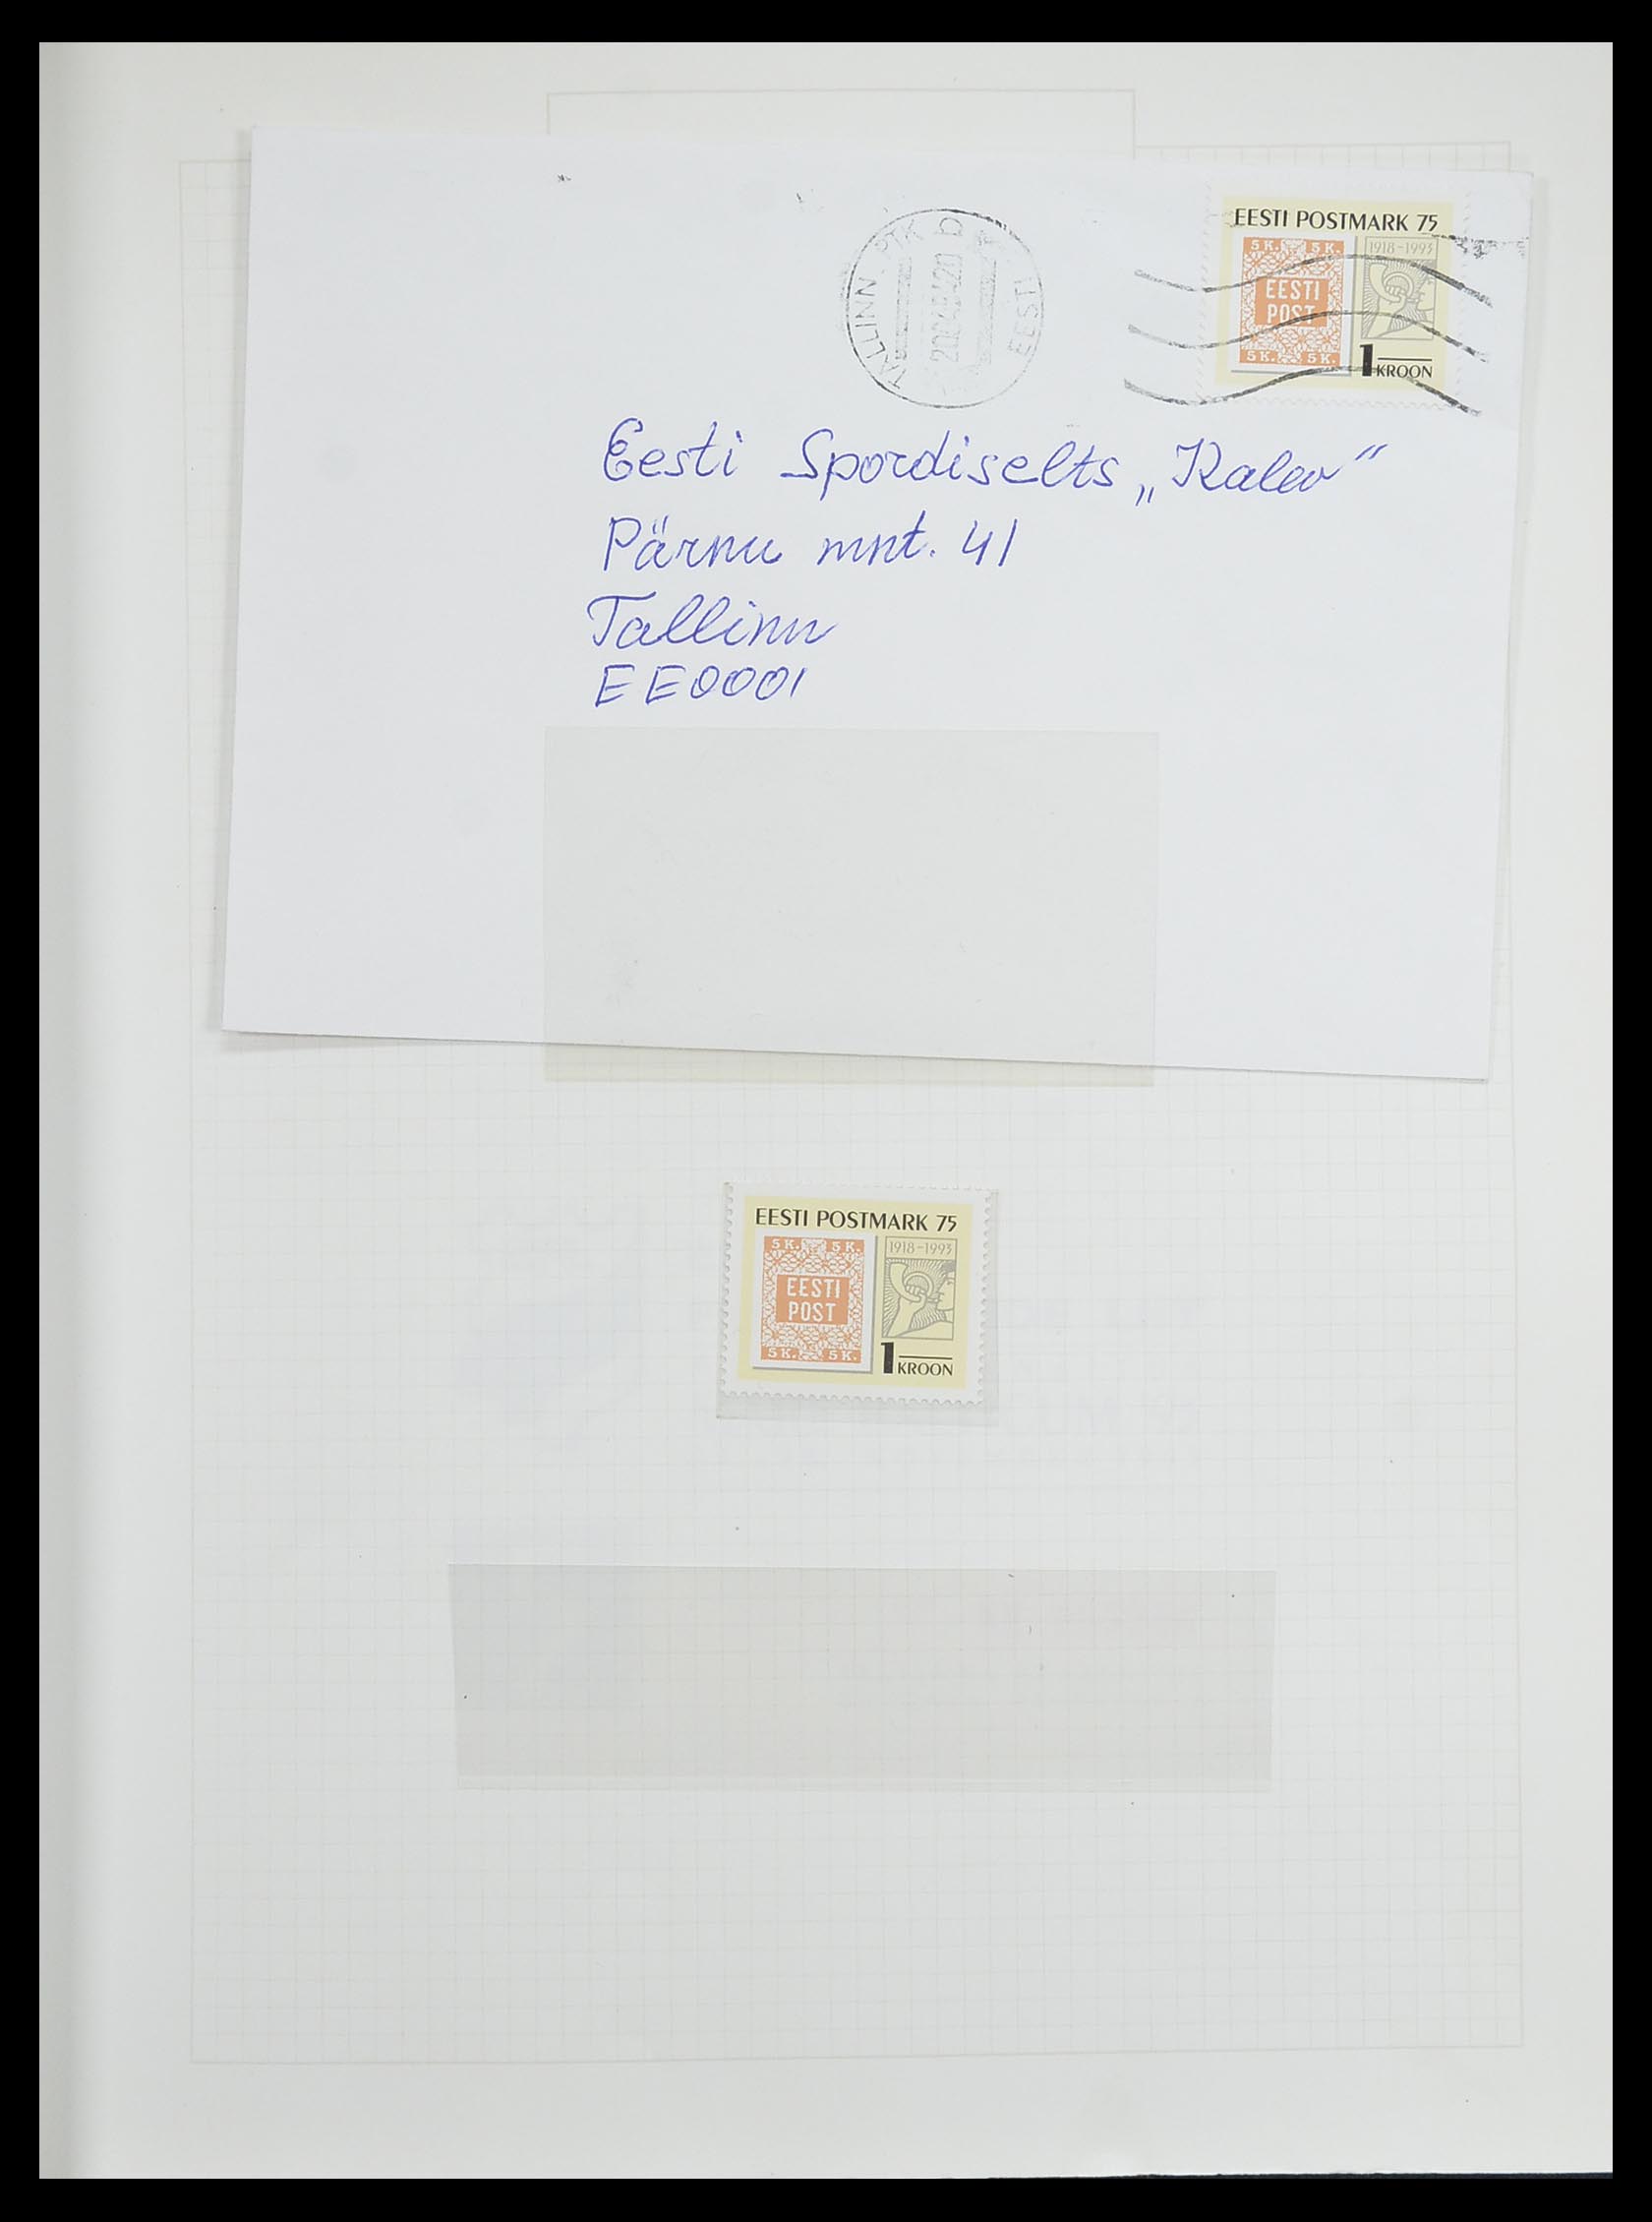 EESTI POSTMARK 75
5 K. 5 K.
1918-1993
EESTI
POST
5 K. 5 K.
1 KROON
TALLINN PTK
EESTI
Eesti Spordiselts „Kalev“
Pärnu mnt. 41
Tallinn
EE0001
EESTI POSTMARK 75
5 K. 5 K.
1918-1993
EESTI
POST
5 K. 5 K.
1 KROON